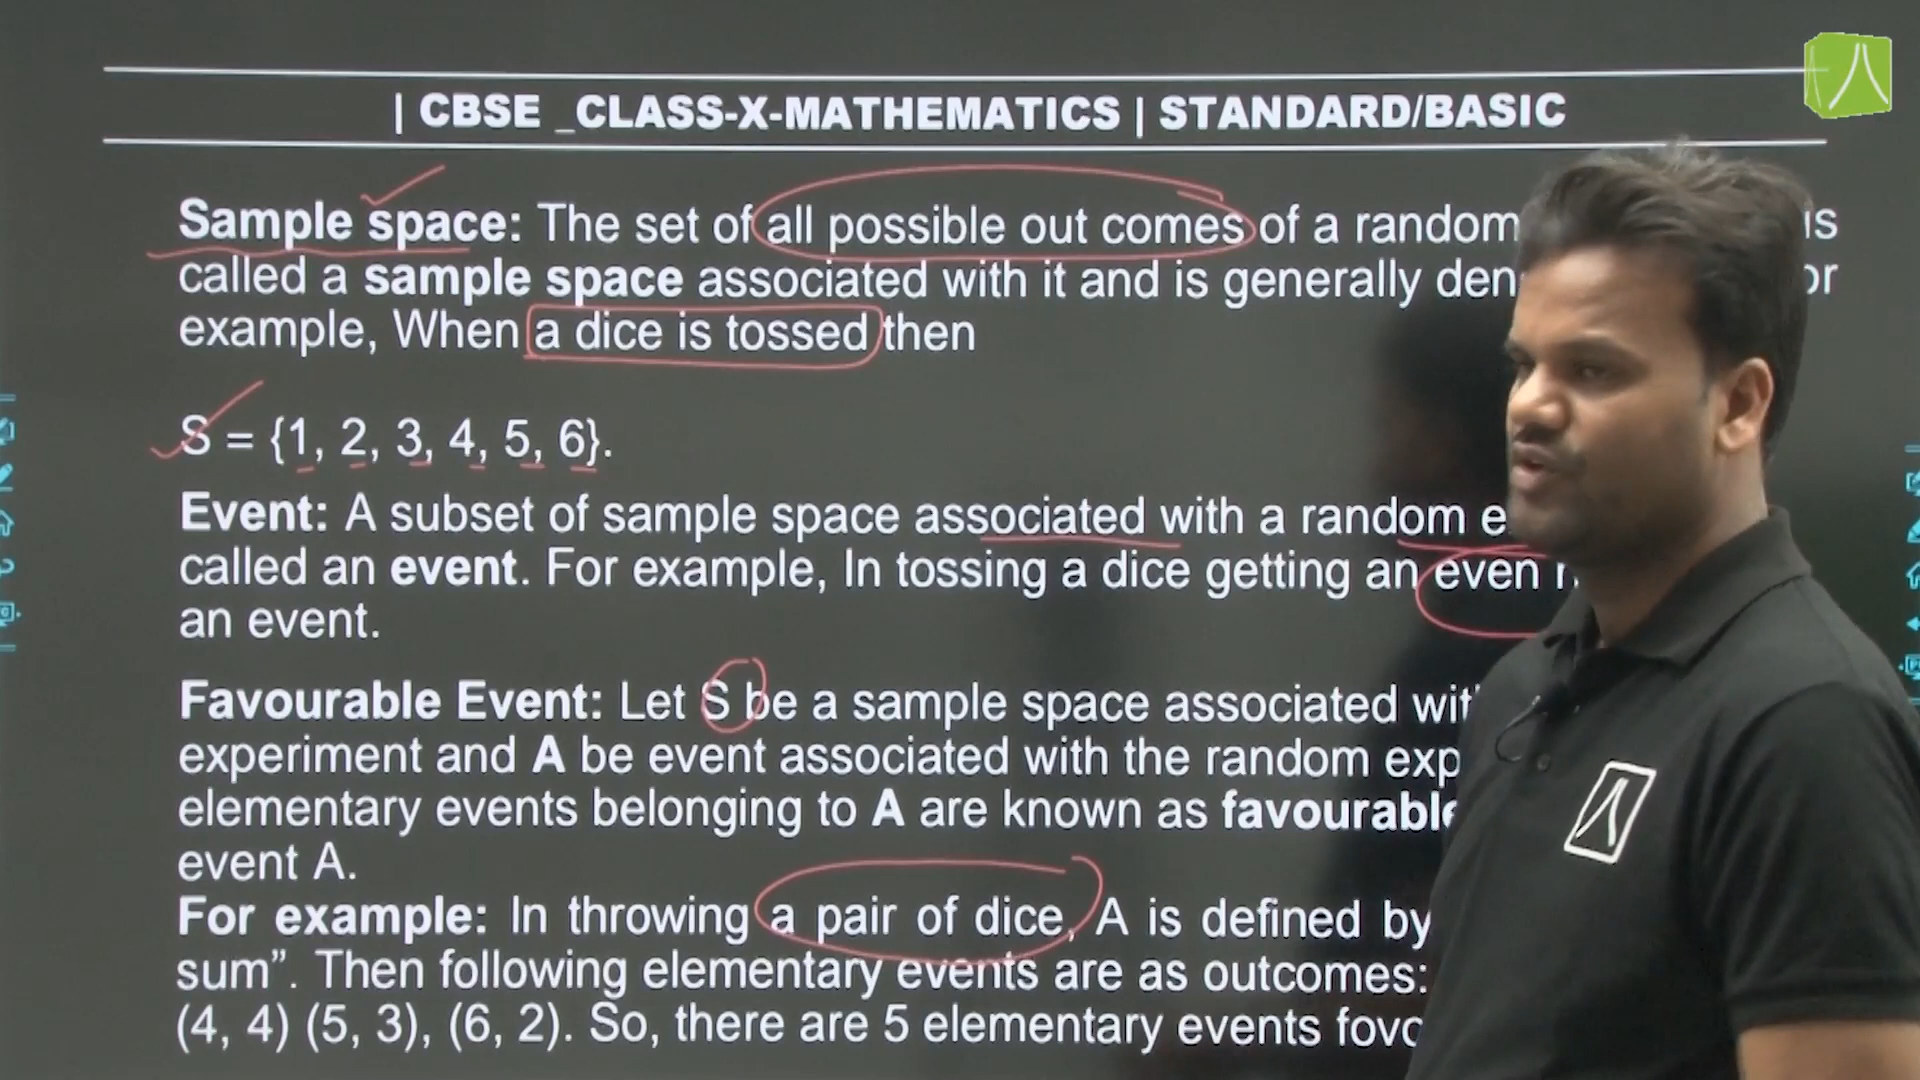 | CBSE _CLASS-X-MATHEMATICS | STANDARD/BASIC
Sample space: The set of all possible out comes of a random is
called a sample space associated with it and is generally
example, When a dice is tossed then
S = {1, 2, 3, 4, 5, 6}.
Event: A subset of sample space associated with a random
called an event. For example, In tossing a dice getting an even
an event.
Favourable Event: Let S be a sample space associated
experiment and A be event associated with the random
elementary events belonging to A are known as
event A.
For example: In throwing a pair of dice, A is defined by
sum”. Then following elementary events are as outcomes:
(4, 4) (5, 3), (6, 2). So, there are 5 elementary events